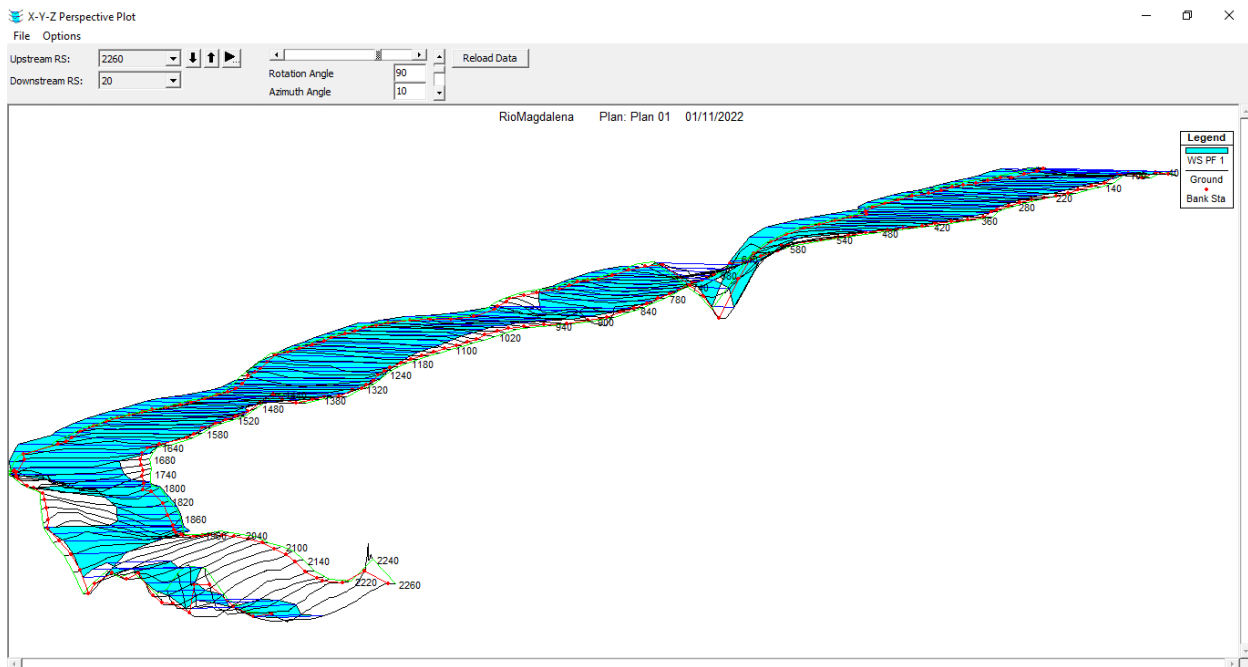 X-Y-Z Perspective Plot
File Options
Upstream RS: 2260
Downstream RS: 20
Rotation Angle 90
Azimuth Angle 10
Reload Data
RioMagdalena Plan: Plan 01 01/11/2022
Legend
WS PF 1
Ground
Bank Sta
140
220
280
360
420
480
540
580
780
840
940
1020
1100
1180
1240
1320
1380
1480
1520
1580
1640
1680
1740
1800
1820
1860
2040
2100
2140
2240
2220
2260